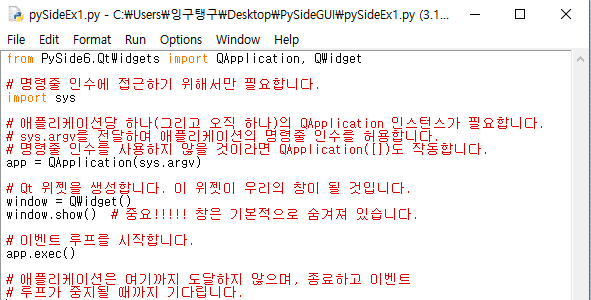 pySideEx1.py - C:₩Users₩잉구탱구₩Desktop₩PySideGUI₩pySideEx1.py (3.1...
File Edit Format Run Options Window Help
from PySide6.QtWidgets import QApplication, QWidget
# 명령줄 인수에 접근하기 위해서만 필요합니다.
import sys
# 애플리케이션당 하나(그리고 오직 하나)의 QApplication 인스턴스가 필요합니다.
# sys.argv를 전달하여 애플리케이션의 명령줄 인수를 허용합니다.
# 명령줄 인수를 사용하지 않을 것이라면 QApplication([])도 작동합니다.
app = QApplication(sys.argv)
# Qt 위젯을 생성합니다. 이 위젯이 우리의 창이 될 것입니다.
window = QWidget()
window.show() # 중요!!!!! 창은 기본적으로 숨겨져 있습니다.
# 이벤트 루프를 시작합니다.
app.exec()
# 애플리케이션은 여기까지 도달하지 않으며, 종료하고 이벤트
# 루프가 중지될 때까지 기다립니다.